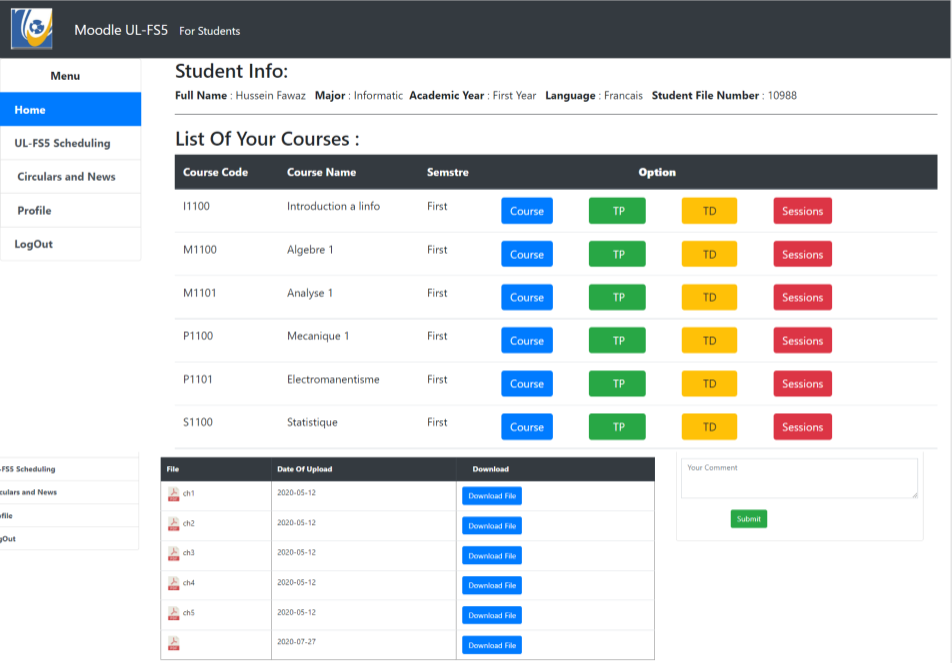 Moodle UL-FS5 For Students
Menu
Home
UL-FS5 Scheduling
Circulars and News
Profile
LogOut
Student Info:
Full Name : Hussein Fawaz Major : Informatic Academic Year : First Year Language : Francais Student File Number : 10988
List Of Your Courses :
Course Code Course Name Semstre Option
I1100 Introduction a linfo First Course TP TD Sessions
M1100 Algebre 1 First Course TP TD Sessions
M1101 Analyse 1 First Course TP TD Sessions
P1100 Mecanique 1 First Course TP TD Sessions
P1101 Electromanentisme First Course TP TD Sessions
S1100 Statistique First Course TP TD Sessions
-FS5 Scheduling
culars and News
ofile
gOut
File Date Of Upload Download
ch1 2020-05-12 Download File
ch2 2020-05-12 Download File
ch3 2020-05-12 Download File
ch4 2020-05-12 Download File
ch5 2020-05-12 Download File
2020-07-27 Download File
Your Comment
Submit